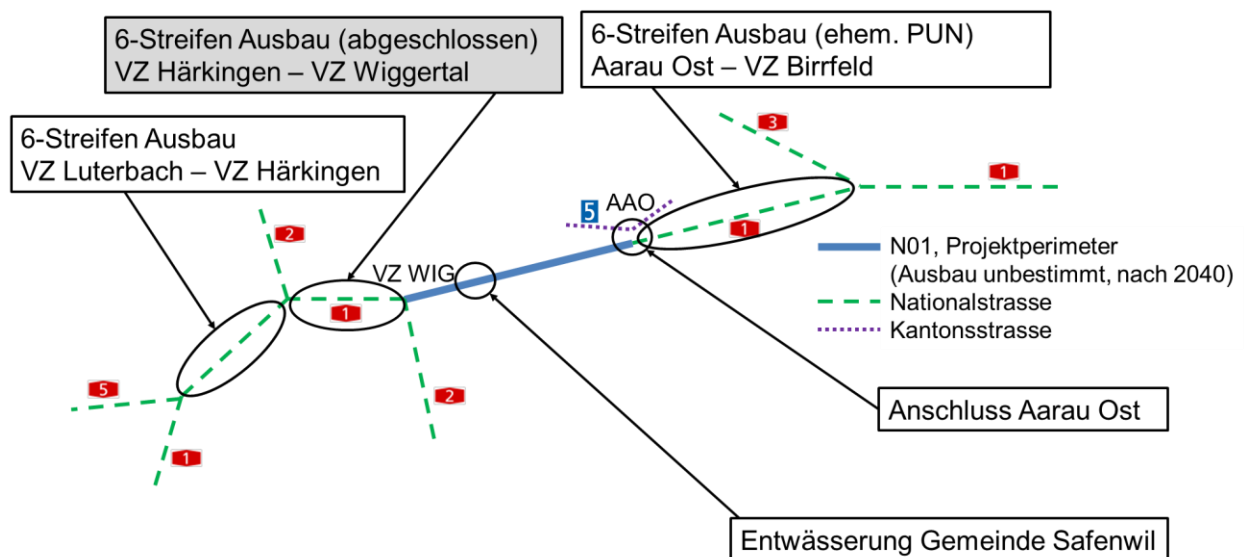 6-Streifen Ausbau (abgeschlossen)
VZ Härkingen – VZ Wiggertal
6-Streifen Ausbau (ehem. PUN)
Aarau Ost – VZ Birrfeld
6-Streifen Ausbau
VZ Luterbach – VZ Härkingen
3
1
5
AAO
1
2
VZ WIG
1
N01, Projektperimeter
(Ausbau unbestimmt, nach 2040)
Nationalstrasse
Kantonsstrasse
5
2
1
Anschluss Aarau Ost
Entwässerung Gemeinde Safenwil